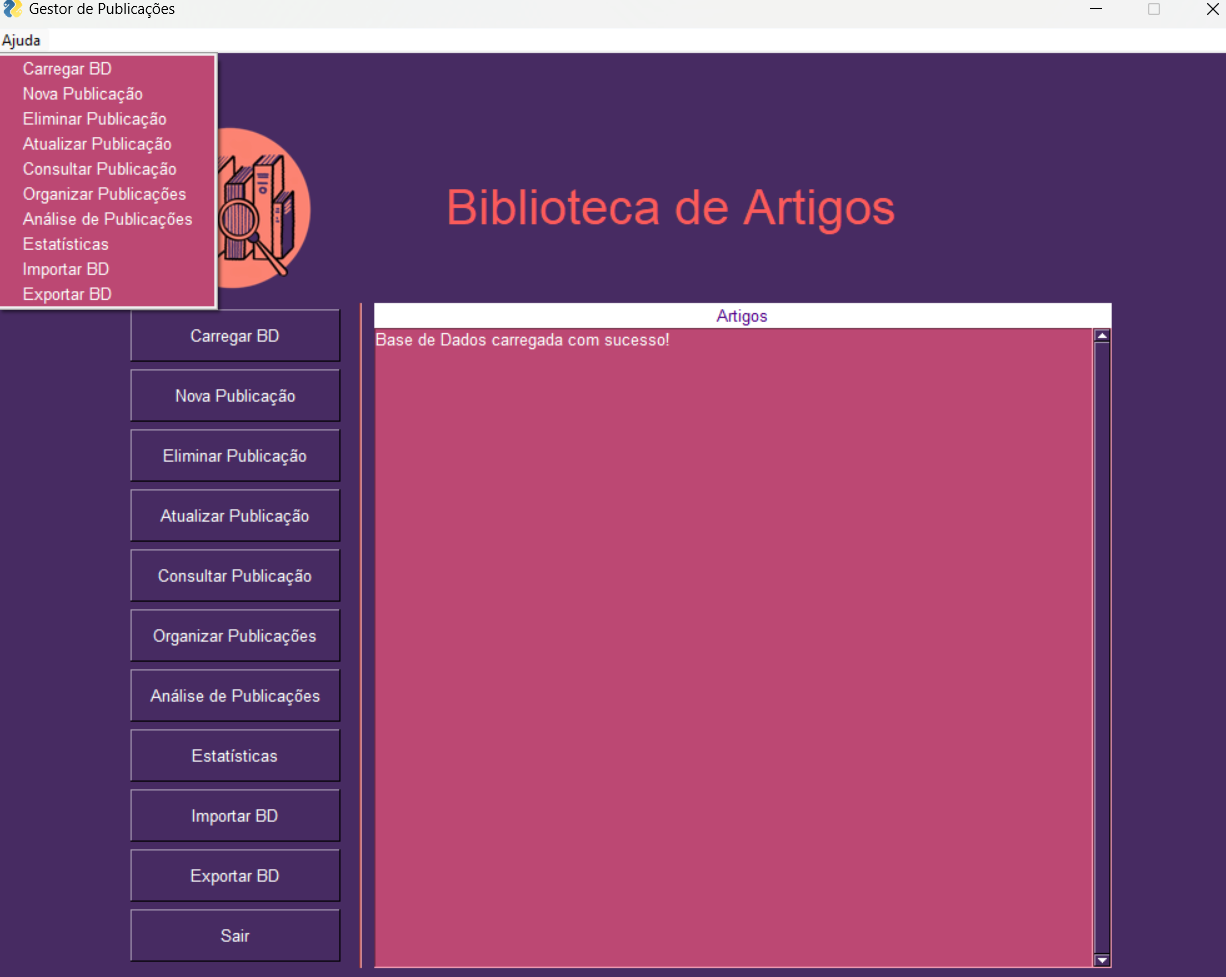 Gestor de Publicações
Ajuda
Carregar BD
Nova Publicação
Eliminar Publicação
Atualizar Publicação
Consultar Publicação
Organizar Publicações
Análise de Publicações
Estatísticas
Importar BD
Exportar BD
Biblioteca de Artigos
Carregar BD
Nova Publicação
Eliminar Publicação
Atualizar Publicação
Consultar Publicação
Organizar Publicações
Análise de Publicações
Estatísticas
Importar BD
Exportar BD
Sair
Artigos
Base de Dados carregada com sucesso!